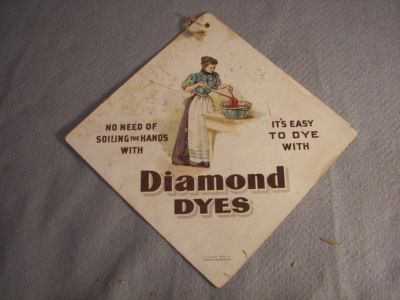 NO NEED OF
SOILING THE HANDS
WITH
IT'S EASY
TO DYE
WITH
Diamond
DYES